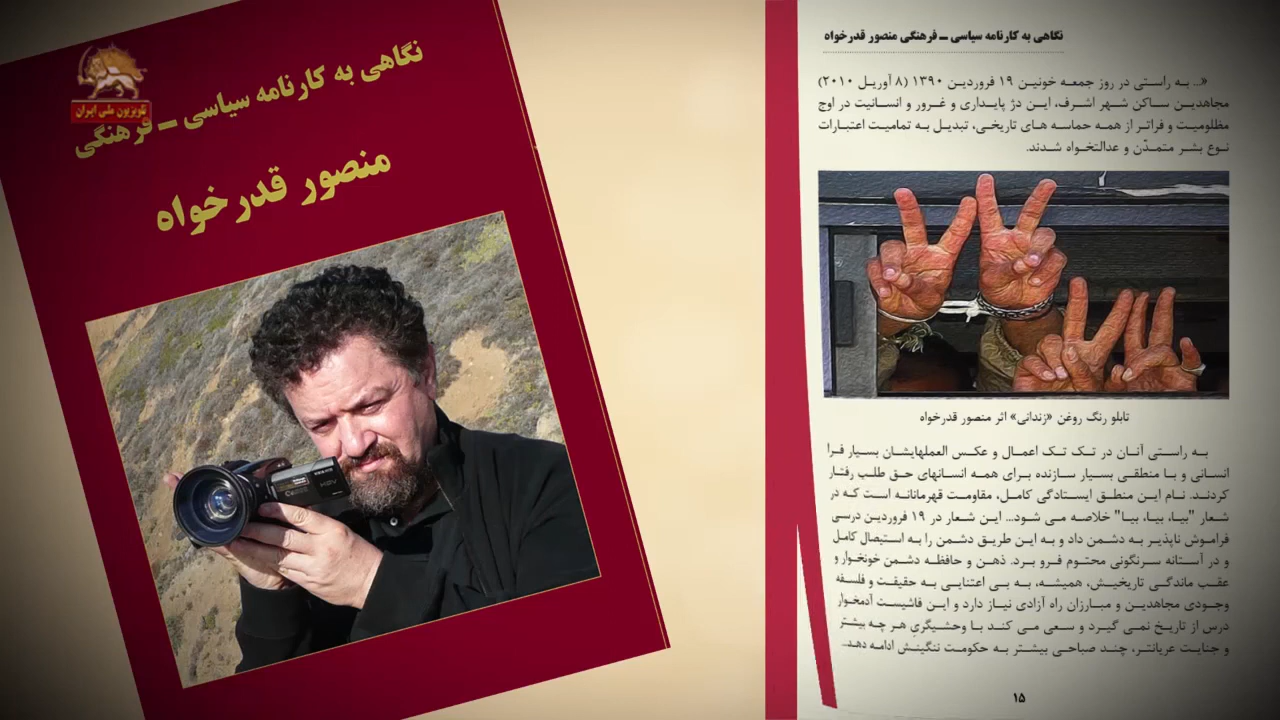 تلویزیون ملی ایران
نگاهی به کارنامه سیاسی ـ فرهنگی
منصور قدرخواه
نگاهی به کارنامه سیاسی ـ فرهنگی منصور قدرخواه
«... به راستی در روز جمعه خونین ۱۹ فروردین ۱۳۹۰ (۸ آوریل ۲۰۱۰)
مجاهدین ساکن شهر اشرف، این دژ پایداری و غرور و انسانیت در اوج
مظلومیت و فراتر از همه حماسه های تاریخی، تبدیل به تمامیت اعتبارات
نوع بشر متمدّن و عدالتخواه شدند.
تابلو رنگ روغن «زندانی» اثر منصور قدرخواه
به راستی آنان در تک تک اعمال و عکس العملهایشان بسیار فرا
انسانی و با منطقی بسیار سازنده برای همه انسانهای حق طلب رفتار
کردند. نام این منطق ایستادگی کامل، مقاومت قهرمانانه است که در
شعار "بیا، بیا، بیا" خلاصه می شود... این شعار در ۱۹ فروردین درسی
فراموش ناپذیر به دشمن داد و به این طریق دشمن را به استیصال کامل
و در آستانه سرنگونی محتوم فرو برد. ذهن و حافظه دشمن خونخوار و
عقب ماندگی تاریخیش، همیشه، به بی اعتنایی به حقیقت و فلسفه
وجودی مجاهدین و مبارزان راه آزادی نیاز دارد و این فاشیست آدمخوار
درس از تاریخ نمی گیرد و سعی می کند با وحشیگریِ هر چه بیشتر
و جنایت عریانتر، چند صباحی بیشتر به حکومت ننگینش ادامه دهد...
۱۵